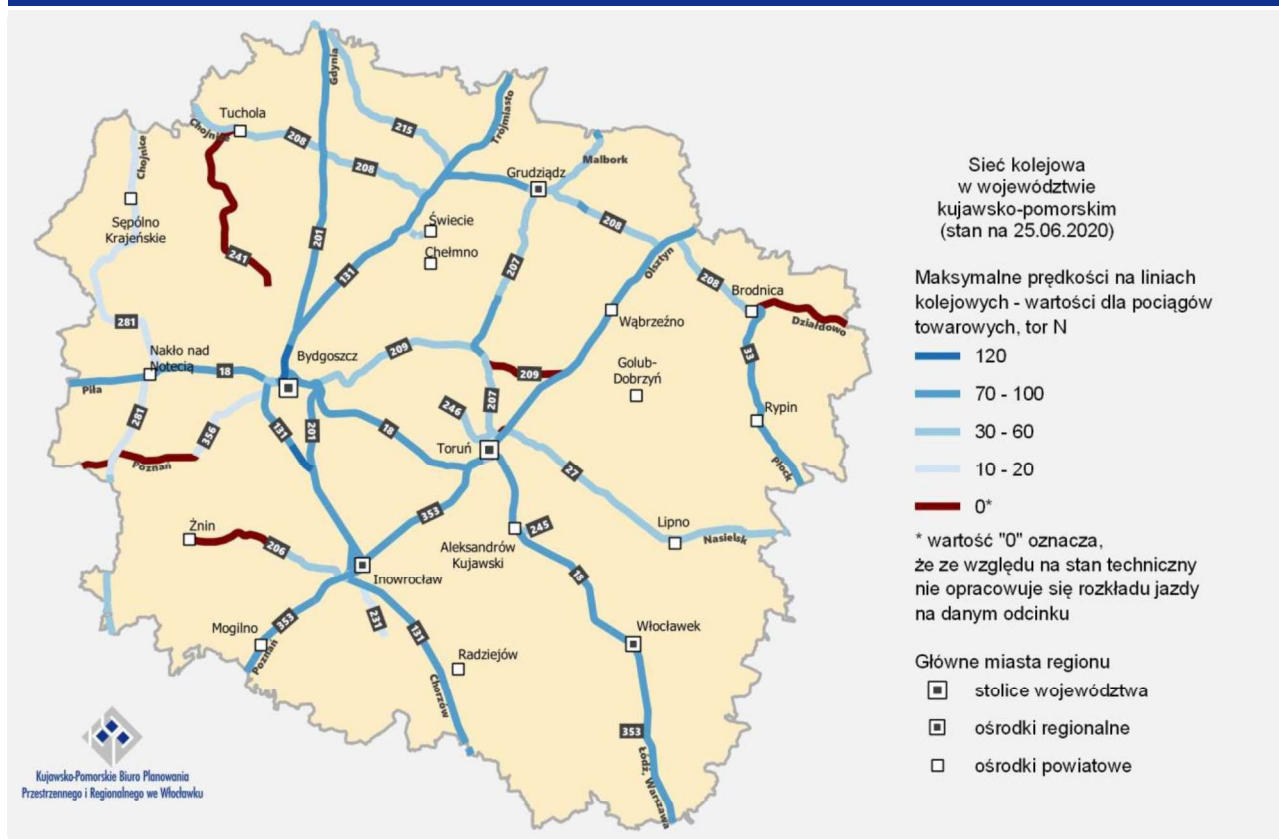 Gdynia
Tuchola
Chojnice
208
215
Trójmiasto
Chojnice
208
Grudziądz
Malbork
Sępólno
Krajeńskie
241
201
131
Świecie
Chełmno
207
208
Olsztyn
208
Brodnica
Działdowo
281
Nakło nad
Notecią
18
Piła
Bydgoszcz
209
Wąbrzeźno
33
209
Golub-
Dobrzyń
281
356
131
201
18
246
207
Toruń
Rypin
Płock
Poznań
27
353
Żnin
206
Aleksandrów
Kujawski
245
Lipno
Nasielsk
Inowrocław
18
Mogilno
353
Poznań
231
131
Chorzów
Radziejów
Włocławek
353
Łódź, Warszawa
Kujawsko-Pomorskie Biuro Planowania
Przestrzennego i Regionalnego we Włocławku
Sieć kolejowa
w województwie
kujawsko-pomorskim
(stan na 25.06.2020)
Maksymalne prędkości na liniach
kolejowych - wartości dla pociągów
towarowych, tor N
120
70 - 100
30 - 60
10 - 20
0*
* wartość "0" oznacza,
że ze względu na stan techniczny
nie opracowuje się rozkładu jazdy
na danym odcinku
Główne miasta regionu
stolice województwa
ośrodki regionalne
ośrodki powiatowe